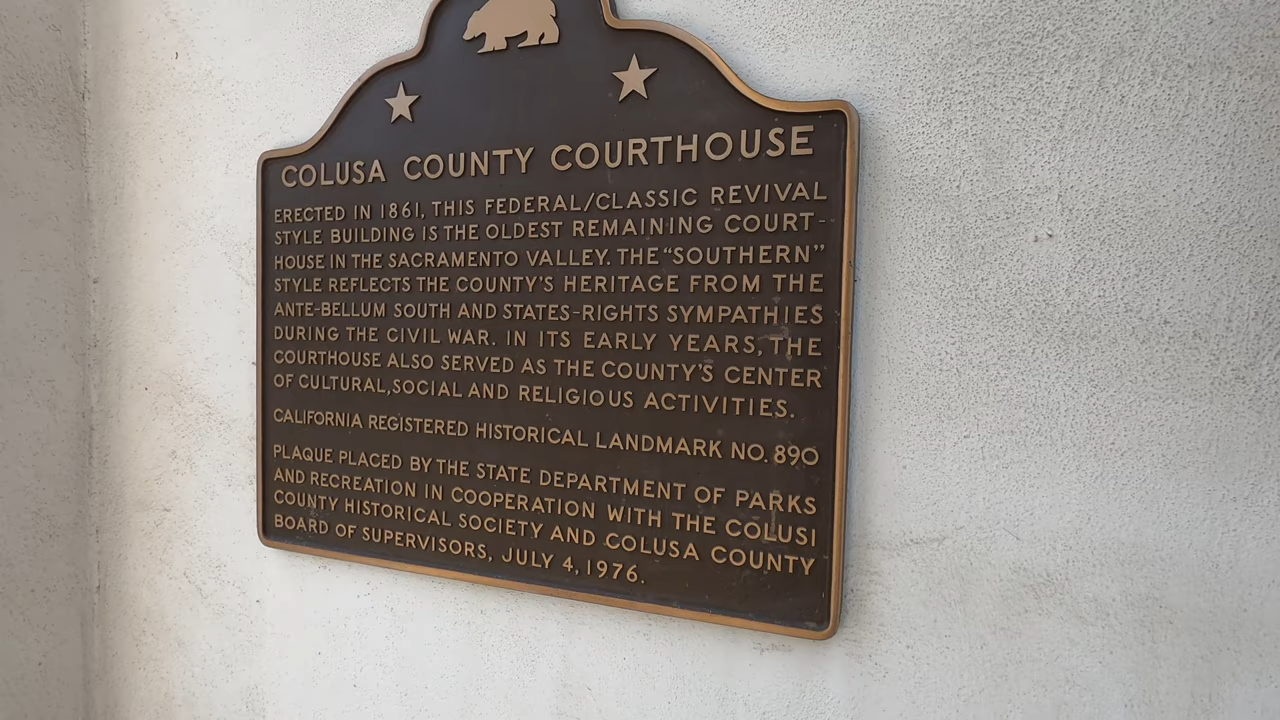 COLUSA COUNTY COURTHOUSE
ERECTED IN 1861, THIS FEDERAL/CLASSIC REVIVAL
STYLE BUILDING IS THE OLDEST REMAINING COURT-
HOUSE IN THE SACRAMENTO VALLEY. THE "SOUTHERN"
STYLE REFLECTS THE COUNTY'S HERITAGE FROM THE
ANTE-BELLUM SOUTH AND STATES-RIGHTS SYMPATHIES
DURING THE CIVIL WAR. IN ITS EARLY YEARS, THE
COURTHOUSE ALSO SERVED AS THE COUNTY'S CENTER
OF CULTURAL, SOCIAL AND RELIGIOUS ACTIVITIES.
CALIFORNIA REGISTERED HISTORICAL LANDMARK NO. 890
PLAQUE PLACED BY THE STATE DEPARTMENT OF PARKS
AND RECREATION IN COOPERATION WITH THE COLUSI
COUNTY HISTORICAL SOCIETY AND COLUSA COUNTY
BOARD OF SUPERVISORS, JULY 4, 1976.